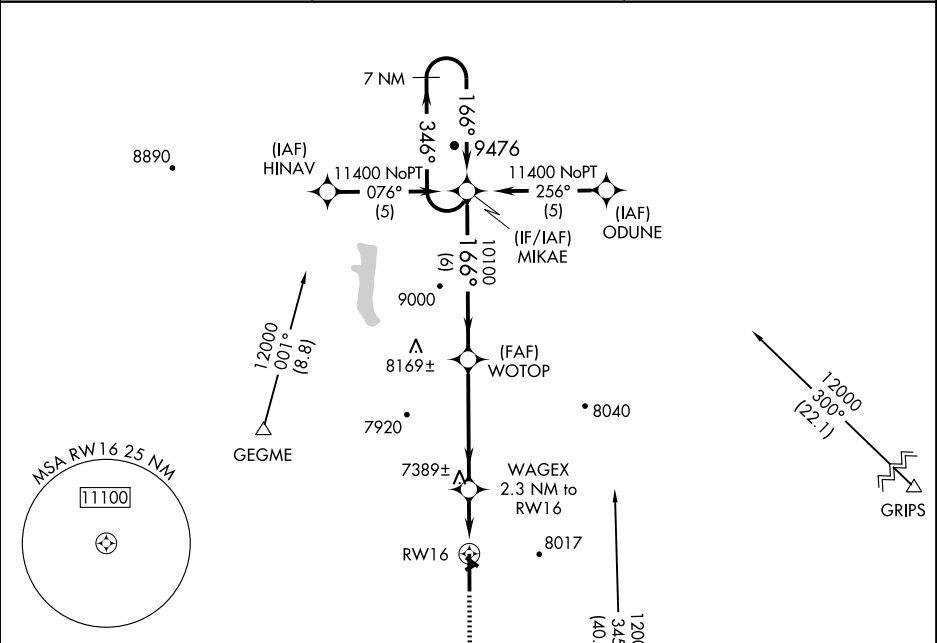 7 NM
166°
346°
9476
8890
(IAF)
HINAV
11400 NoPT
076°
(5)
11400 NoPT
256°
(5)
(IAF)
ODUNE
(IF/IAF)
MIKAE
10100
166°
(6)
9000
12000
001°
(8.8)
8169±
(FAF)
WOTOP
12000
300°
(22.1)
7920
8040
GEGME
7389±
WAGEX
2.3 NM to
RW16
GRIPS
MSA RW16 25 NM
11100
RW16
8017
345